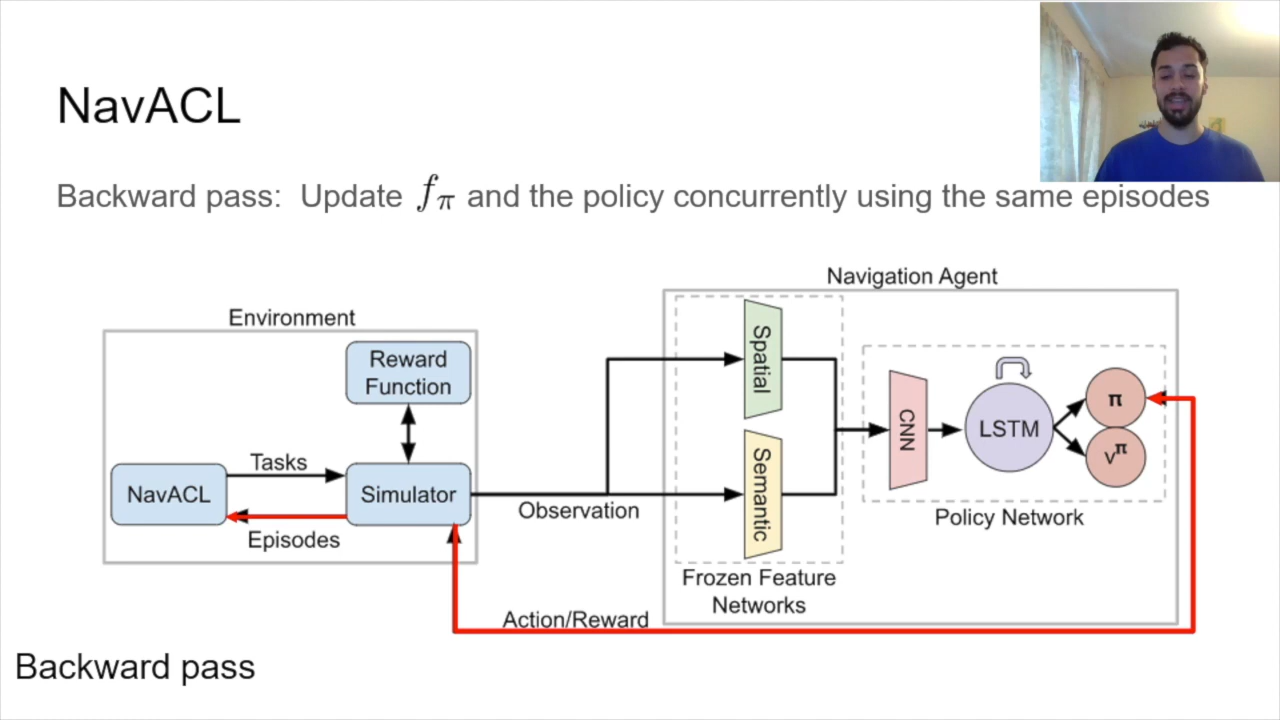 NavACL
Backward pass: Update fπ and the policy concurrently using the same episodes
Navigation Agent
Environment
Reward
Function
Spatial
CNN
LSTM
π
vπ
Tasks
NavACL
Simulator
Semantic
Observation
Policy Network
Episodes
Frozen Feature
Networks
Action/Reward
Backward pass